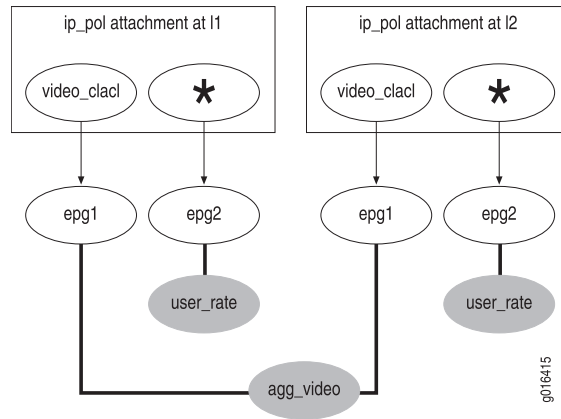 ip_pol attachment at l1
ip_pol attachment at l2
video_clacl
*
video_clacl
*
epg1
epg2
epg1
epg2
user_rate
user_rate
agg_video
g016415